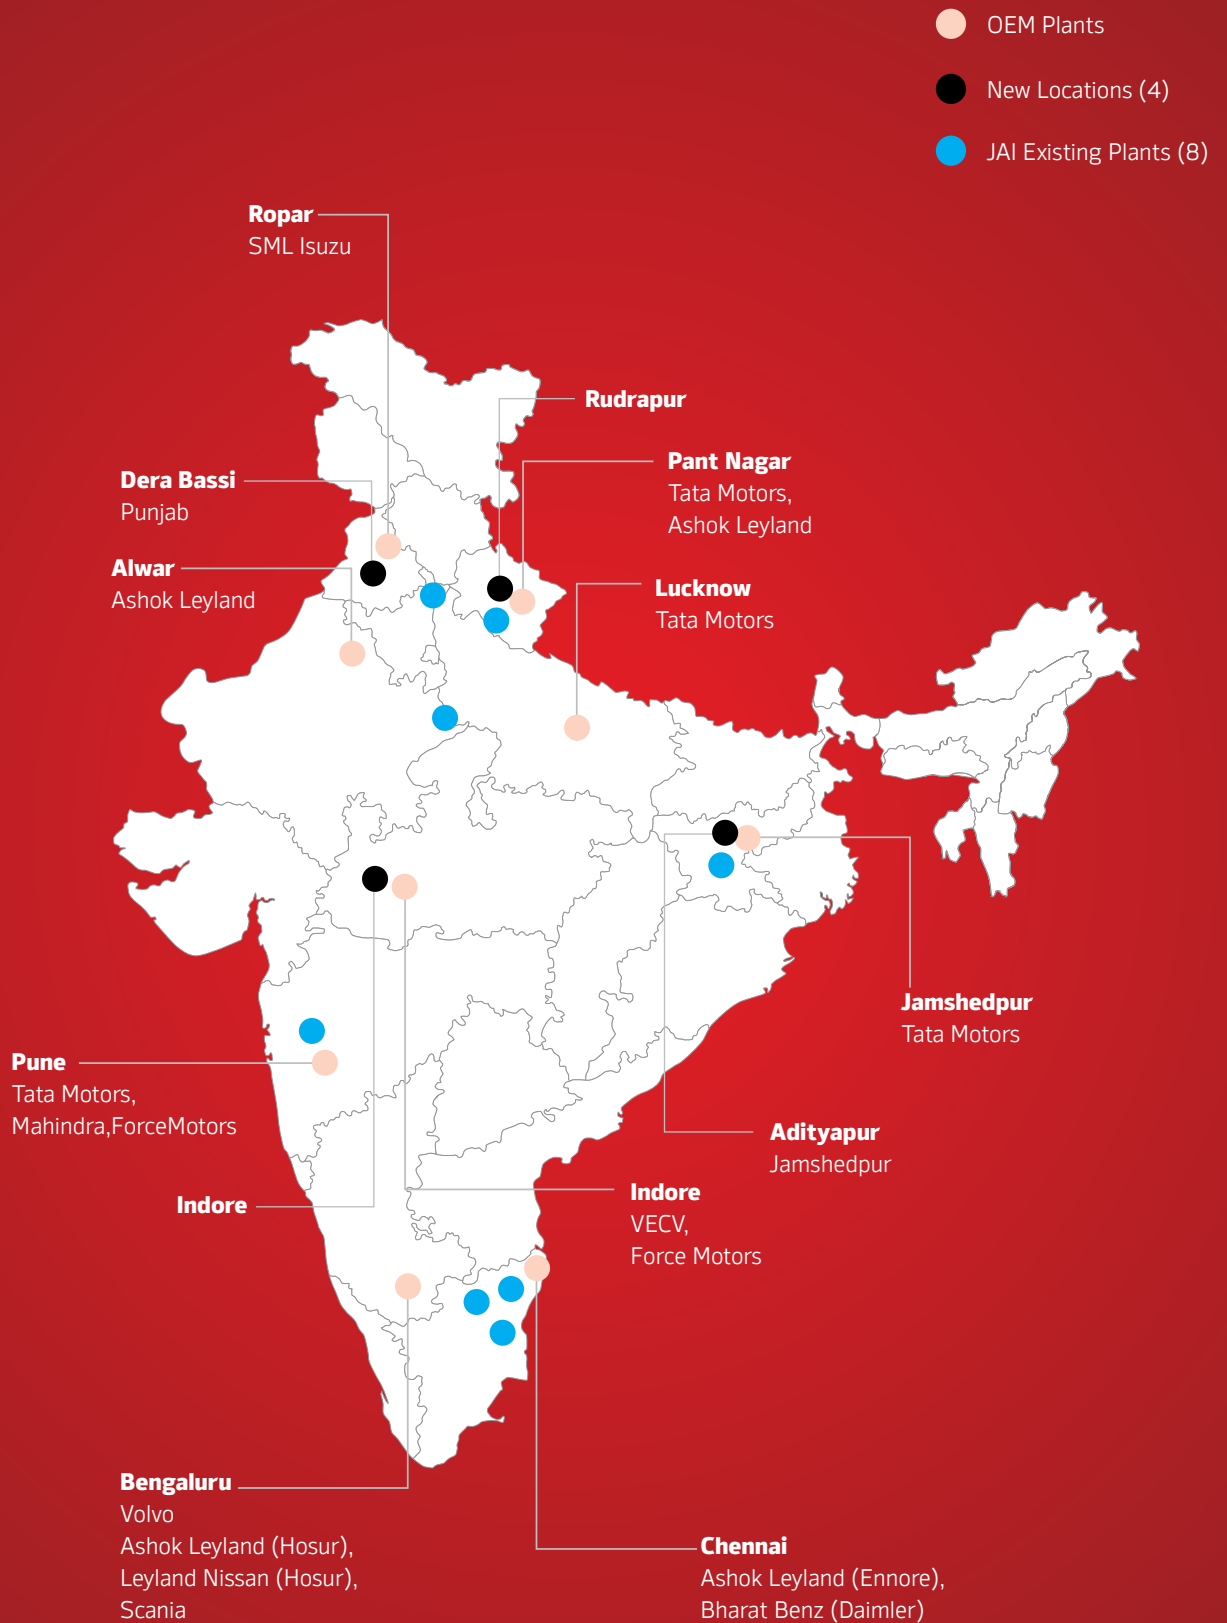 OEM Plants
New Locations (4)
JAI Existing Plants (8)
Ropar
SML Isuzu
Rudrapur
Pant Nagar
Tata Motors,
Ashok Leyland
Dera Bassi
Punjab
Alwar
Ashok Leyland
Lucknow
Tata Motors
Jamshedpur
Tata Motors
Pune
Tata Motors,
Mahindra,ForceMotors
Adityapur
Jamshedpur
Indore
Indore
VECV,
Force Motors
Bengaluru
Volvo
Ashok Leyland (Hosur),
Leyland Nissan (Hosur),
Scania
Chennai
Ashok Leyland (Ennore),
Bharat Benz (Daimler)